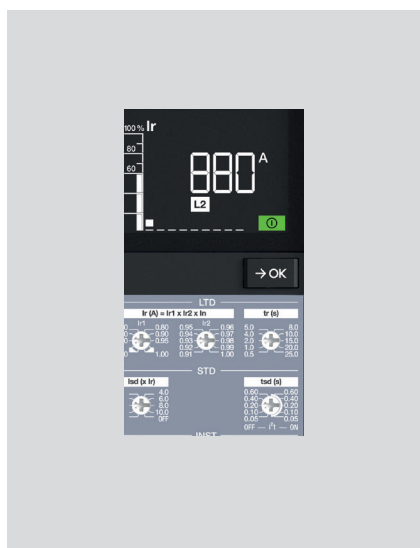 100 % Ir
80
60
880 A
L2
→ OK
LTD
Ir (A) = Ir1 x Ir2 x In
tr (s)
Ir1
Ir2
0.80
0.90
0.95
1.00
0.95
0.94
0.93
0.92
0.91
0.96
0.97
0.98
0.99
1.00
5.0
4.0
2.0
1.0
0.5
8.0
10.0
15.0
20.0
25.0
STD
Isd (x Ir)
tsd (s)
4.0
6.0
8.0
10.0
OFF
0.60
0.40
0.20
0.10
0.05
0.60
0.40
0.20
0.10
0.05
OFF — I²t — ON
INST